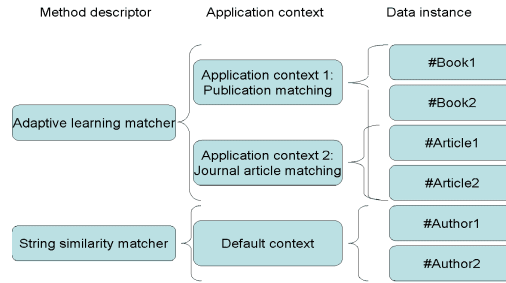 Method descriptor
Application context
Data instance
Adaptive learning matcher
Application context 1:
Publication matching
#Book1
#Book2
Application context 2:
Journal article matching
#Article1
#Article2
String similarity matcher
Default context
#Author1
#Author2